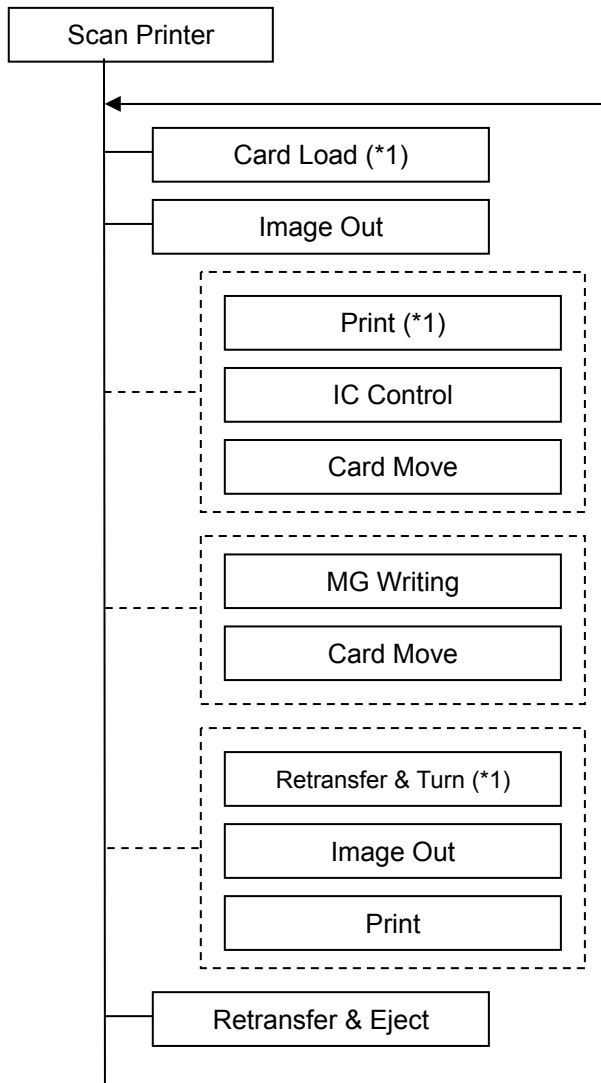 Scan Printer
Card Load (*1)
Image Out
Print (*1)
IC Control
Card Move
MG Writing
Card Move
Retransfer & Turn (*1)
Image Out
Print
Retransfer & Eject